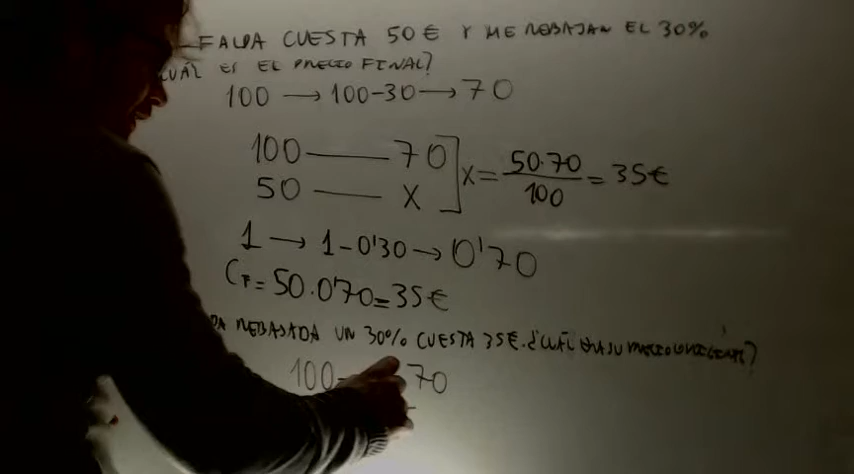 FALDA CUESTA 50 € Y ME REBAJAN EL 30%
CUÁL ES EL PRECIO FINAL?
100 → 100-30 → 70
100 — 70
50 — X
] X = 50·70 / 100 = 35€
1 → 1-0'30 → 0'70
CF = 50·0'70 = 35€
DA REBAJADA UN 30% CUESTA 35€. ¿CUÁL ERA SU PRECIO
100 70